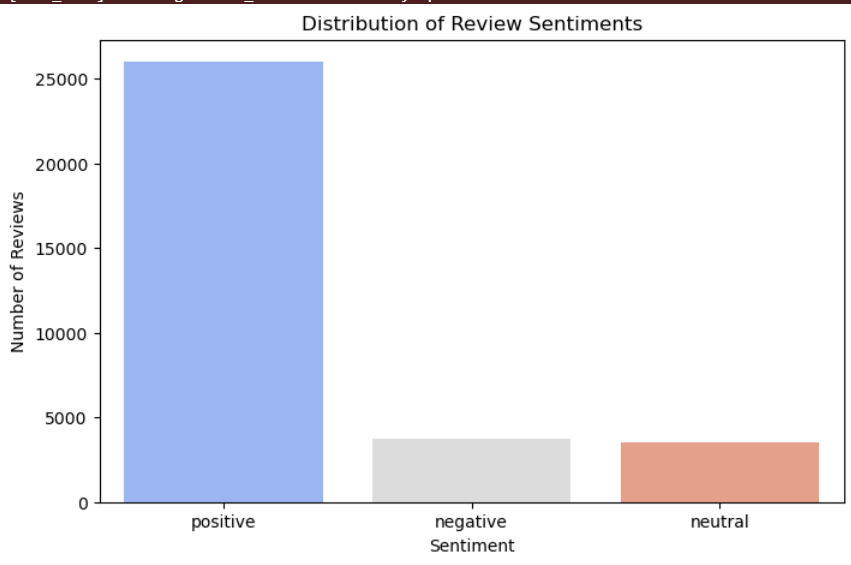 Distribution of Review Sentiments
25000
20000
15000
10000
5000
0
Number of Reviews
positive
negative
neutral
Sentiment